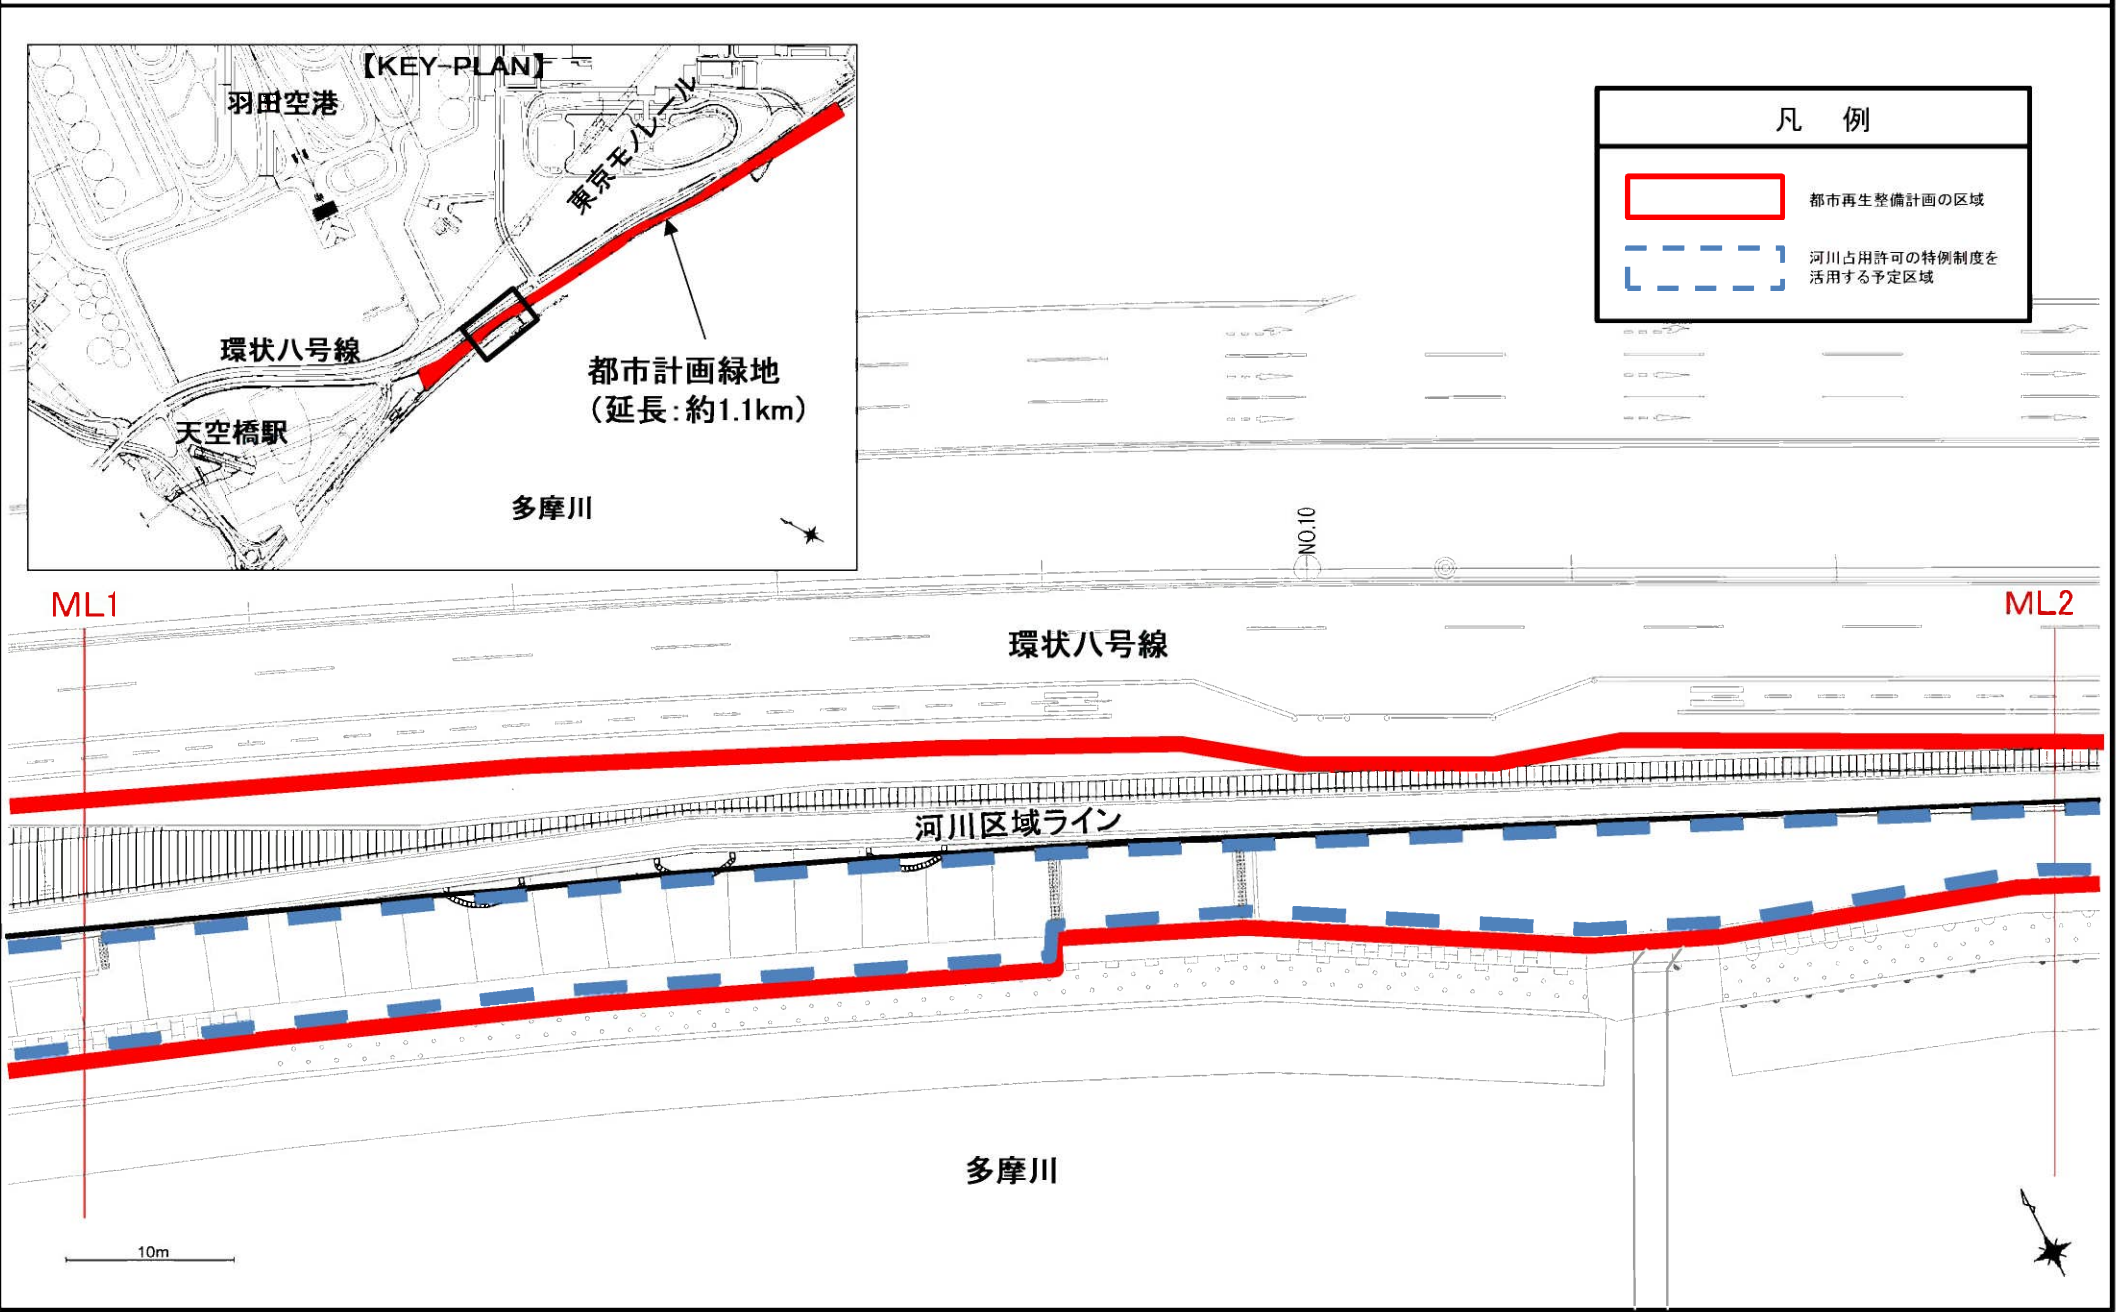 【KEY-PLAN】
羽田空港
東京モノレール
環状八号線
都市計画緑地
(延長:約1.1km)
天空橋駅
多摩川
凡 例
都市再生整備計画の区域
河川占用許可の特例制度を
活用する予定区域
NO.10
ML1
ML2
環状八号線
河川区域ライン
多摩川
10m